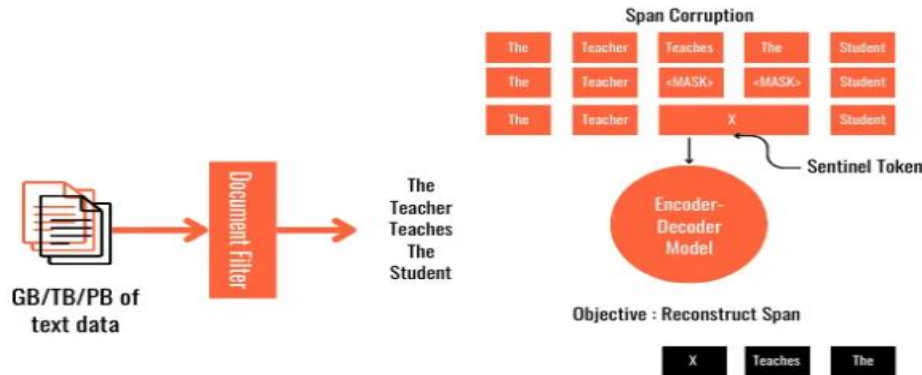 Span Corruption
The Teacher Teaches The Student
The Teacher <MASK> <MASK> Student
The Teacher X Student
Sentinel Token
Encoder-
Decoder
Model
Objective : Reconstruct Span
X Teaches The
GB/TB/PB of
text data
Document Filter
The
Teacher
Teaches
The
Student